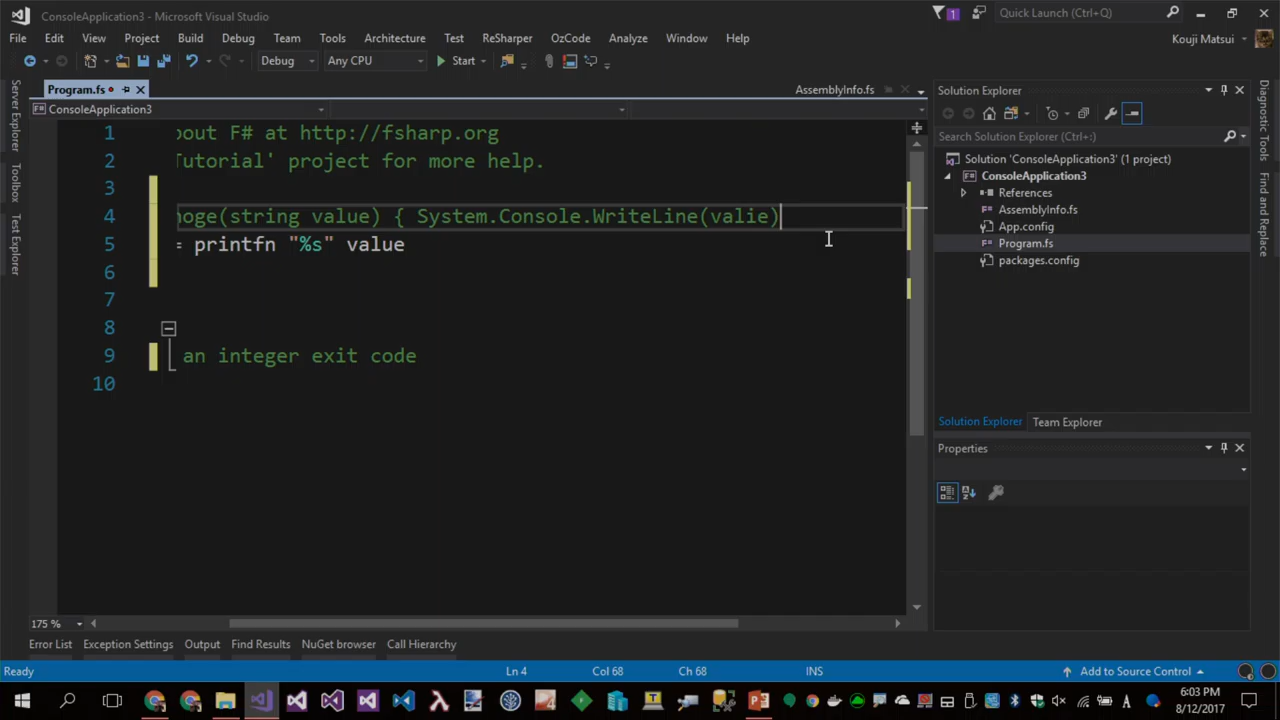 ConsoleApplication3 - Microsoft Visual Studio
1
Quick Launch (Ctrl+Q)
File Edit View Project Build Debug Team Tools Architecture Test ReSharper OzCode Analyze Window Help
Kouji Matsui
Debug Any CPU Start
Program.fs
AssemblyInfo.fs
ConsoleApplication3
Server Explorer
Toolbox
Test Explorer
1 bout F# at http://fsharp.org
2 Tutorial' project for more help.
3
4 hoge(string value) { System.Console.WriteLine(valie)
5 = printfn "%s" value
6
7
8
9 an integer exit code
10
175 %
Solution Explorer
Search Solution Explorer (Ctrl+:)
Solution 'ConsoleApplication3' (1 project)
ConsoleApplication3
References
AssemblyInfo.fs
App.config
Program.fs
packages.config
Solution Explorer Team Explorer
Properties
Diagnostic Tools
Find and Replace
Error List Exception Settings Output Find Results NuGet browser Call Hierarchy
Ready Ln 4 Col 68 Ch 68 INS Add to Source Control
6:03 PM
8/12/2017